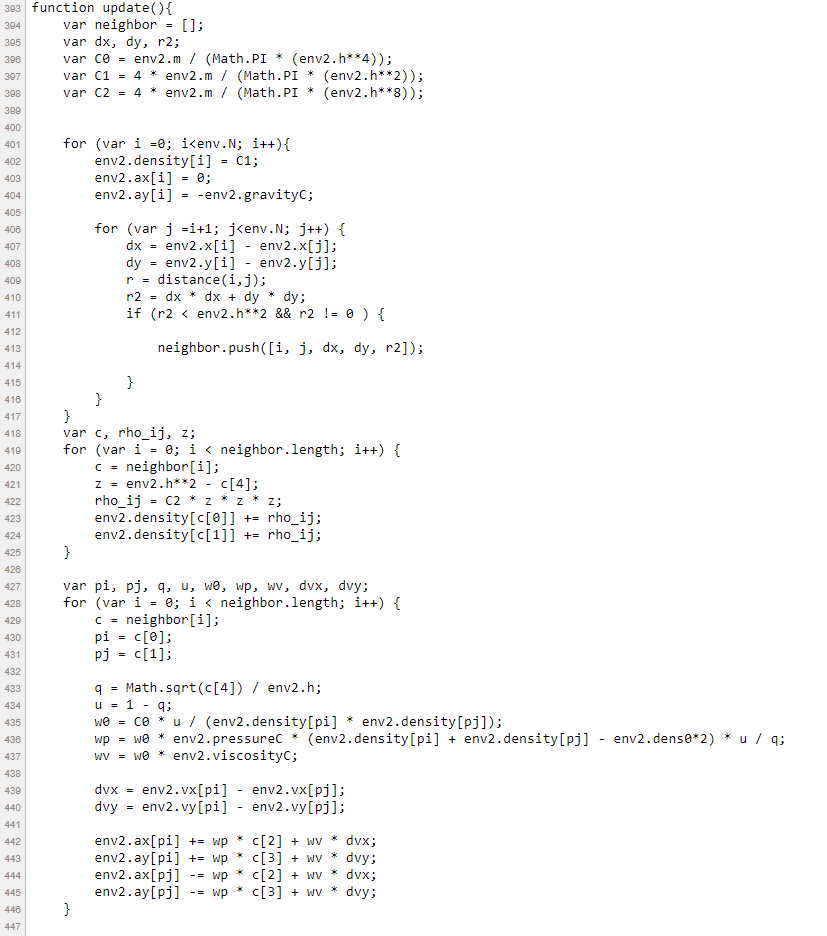 393 function update(){
394     var neighbor = [];
395     var dx, dy, r2;
396     var C0 = env2.m / (Math.PI * (env2.h**4));
397     var C1 = 4 * env2.m / (Math.PI * (env2.h**2));
398     var C2 = 4 * env2.m / (Math.PI * (env2.h**8));
399
400
401     for (var i =0; i<env.N; i++){
402         env2.density[i] = C1;
403         env2.ax[i] = 0;
404         env2.ay[i] = -env2.gravityC;
405
406         for (var j =i+1; j<env.N; j++) {
407             dx = env2.x[i] - env2.x[j];
408             dy = env2.y[i] - env2.y[j];
409             r = distance(i,j);
410             r2 = dx * dx + dy * dy;
411             if (r2 < env2.h**2 && r2 != 0 ) {
412
413                 neighbor.push([i, j, dx, dy, r2]);
414
415             }
416         }
417     }
418     var c, rho_ij, z;
419     for (var i = 0; i < neighbor.length; i++) {
420         c = neighbor[i];
421         z = env2.h**2 - c[4];
422         rho_ij = C2 * z * z * z;
423         env2.density[c[0]] += rho_ij;
424         env2.density[c[1]] += rho_ij;
425     }
426
427     var pi, pj, q, u, w0, wp, wv, dvx, dvy;
428     for (var i = 0; i < neighbor.length; i++) {
429         c = neighbor[i];
430         pi = c[0];
431         pj = c[1];
432
433         q = Math.sqrt(c[4]) / env2.h;
434         u = 1 - q;
435         w0 = C0 * u / (env2.density[pi] * env2.density[pj]);
436         wp = w0 * env2.pressureC * (env2.density[pi] + env2.density[pj] - env2.dens0*2) * u / q;
437         wv = w0 * env2.viscosityC;
438
439         dvx = env2.vx[pi] - env2.vx[pj];
440         dvy = env2.vy[pi] - env2.vy[pj];
441
442         env2.ax[pi] += wp * c[2] + wv * dvx;
443         env2.ay[pi] += wp * c[3] + wv * dvy;
444         env2.ax[pj] -= wp * c[2] + wv * dvx;
445         env2.ay[pj] -= wp * c[3] + wv * dvy;
446     }
447